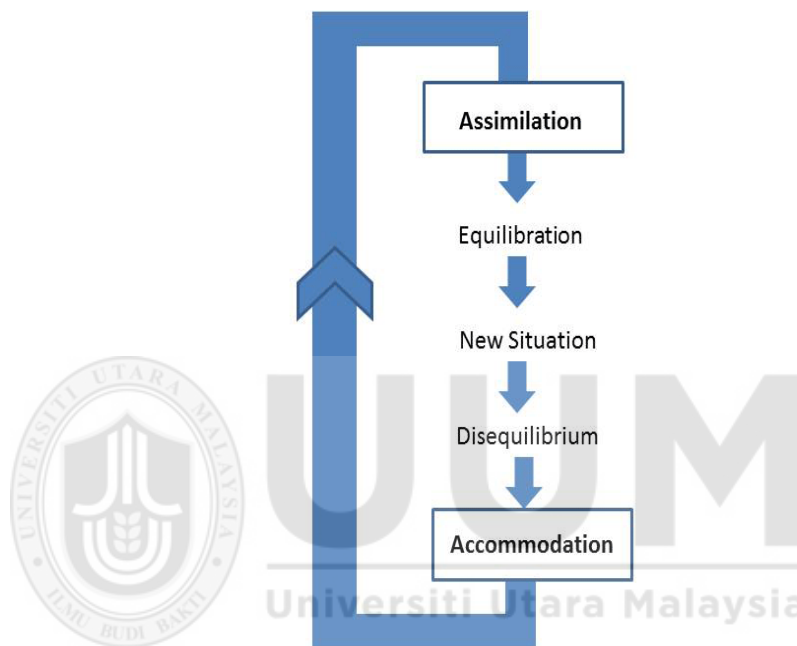 Assimilation
Equilibration
New Situation
Disequilibrium
Accommodation
UNIVERSITI UTARA MALAYSIA
ILMU BUDI BAKTI
UUM
Universiti Utara Malaysia